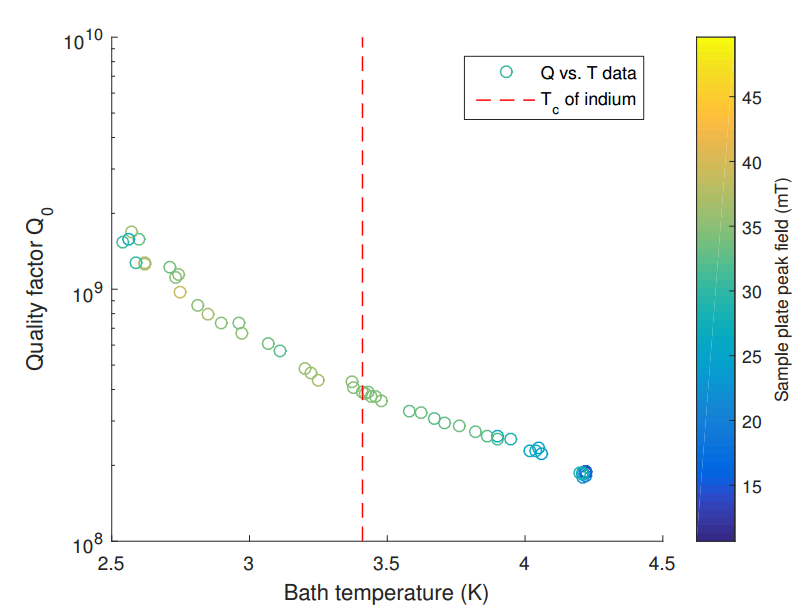 10^10
10^9
10^8
Quality factor Q_0
2.5 3 3.5 4 4.5
Bath temperature (K)
Q vs. T data
T_c of indium
45
40
35
30
25
20
15
Sample plate peak field (mT)